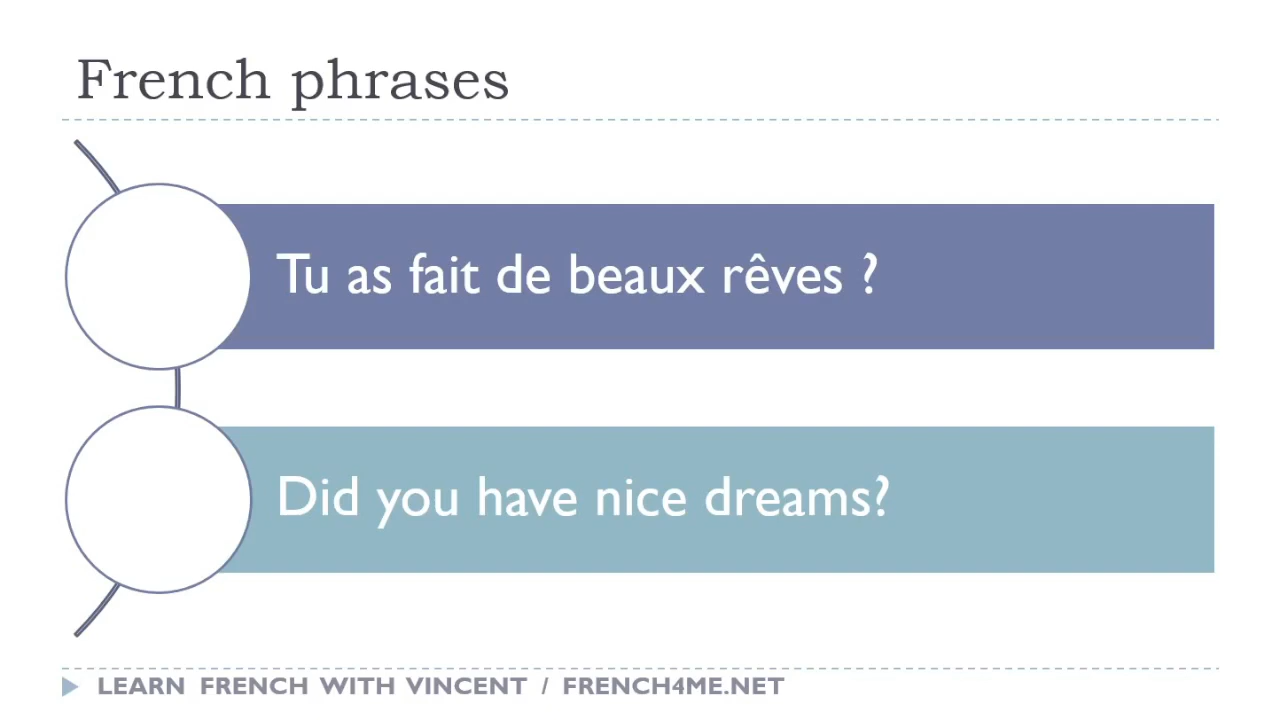 French phrases
Tu as fait de beaux rêves ?
Did you have nice dreams?
LEARN FRENCH WITH VINCENT / FRENCH4ME.NET